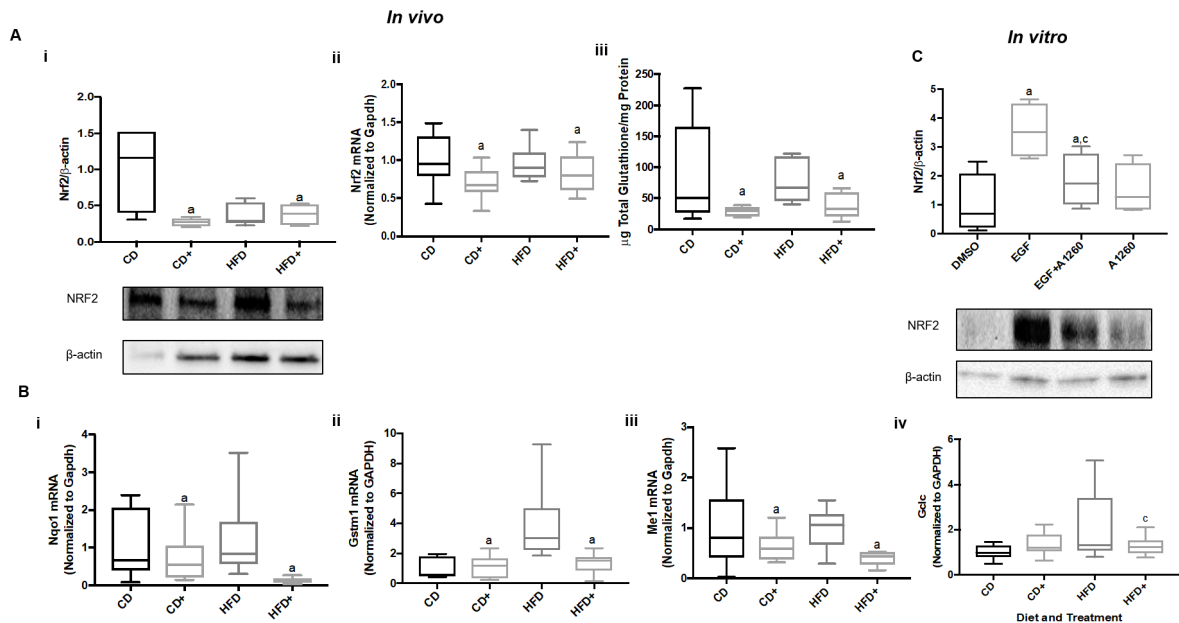 In vivo
A
i
Nrf2/β-actin
2.0
1.5
1.0
0.5
0.0
a
a
CD
CD+
HFD
HFD+
NRF2
β-actin
ii
Nrf2 mRNA
(Normalized to Gapdh)
2.0
1.5
1.0
0.5
0.0
a
a
CD
CD+
HFD
HFD+
iii
µg Total Glutathione/mg Protein
250
200
150
100
50
0
a
a
CD
CD+
HFD
HFD+
In vitro
C
Nrf2/β-actin
5
4
3
2
1
0
a
a,c
DMSO
EGF
EGF+A1260
A1260
NRF2
β-actin
B
i
Nqo1 mRNA
(Normalized to Gapdh)
4
3
2
1
0
a
a
CD
CD+
HFD
HFD+
ii
Gstm1 mRNA
(Normalized to GAPDH)
10
8
6
4
2
0
a
CD
CD+
HFD
HFD+
iii
Me1 mRNA
(Normalized to Gapdh)
3
2
1
0
a
a
CD
CD+
HFD
HFD+
iv
Gclc
(Normalized to GAPDH)
6
4
2
0
c
CD
CD+
HFD
HFD+
Diet and Treatment